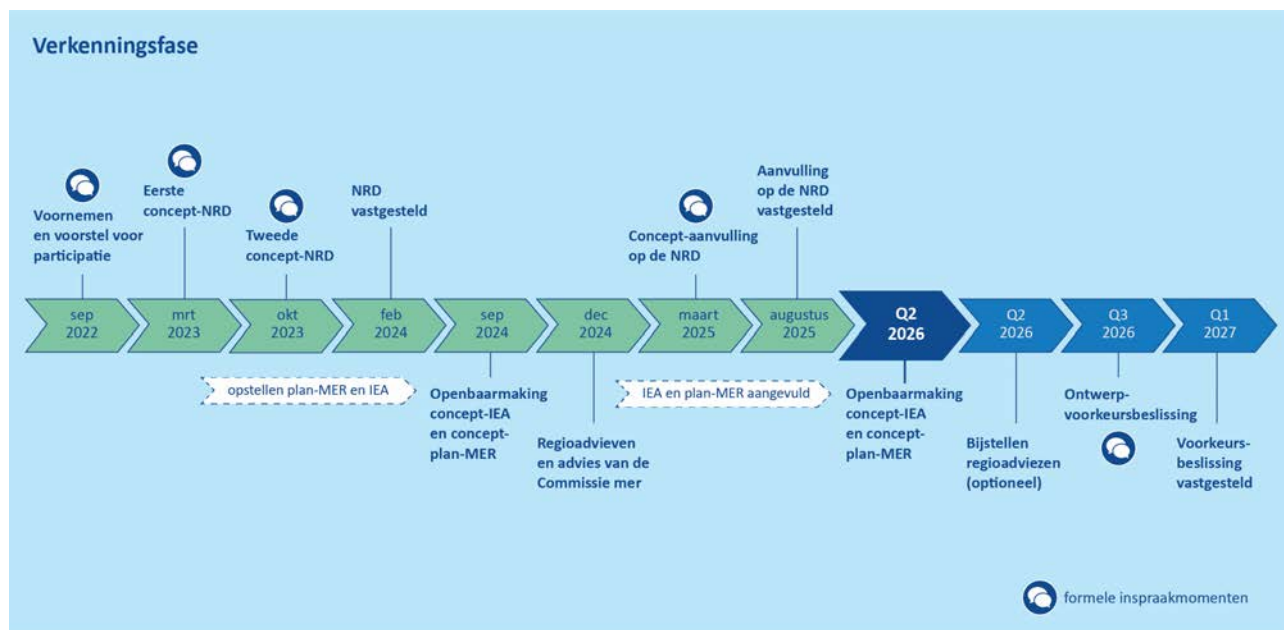 Verkenningsfase
Voornemen
en voorstel voor
participatie
Eerste
concept-NRD
Tweede
concept-NRD
NRD
vastgesteld
Concept-aanvulling
op de NRD
Aanvulling
op de NRD
vastgesteld
sep
2022
mrt
2023
okt
2023
feb
2024
sep
2024
dec
2024
maart
2025
augustus
2025
Q2
2026
Q2
2026
Q3
2026
Q1
2027
opstellen plan-MER en IEA
Openbaarmaking
concept-IEA
en concept-
plan-MER
Regioadvieven
en advies van de
Commissie mer
IEA en plan-MER aangevuld
Openbaarmaking
concept-IEA
en concept-
plan-MER
Bijstellen
regioadviezen
(optioneel)
Ontwerp-
voorkeursbeslissing
Voorkeurs-
beslissing
vastgesteld
formele inspraakmomenten